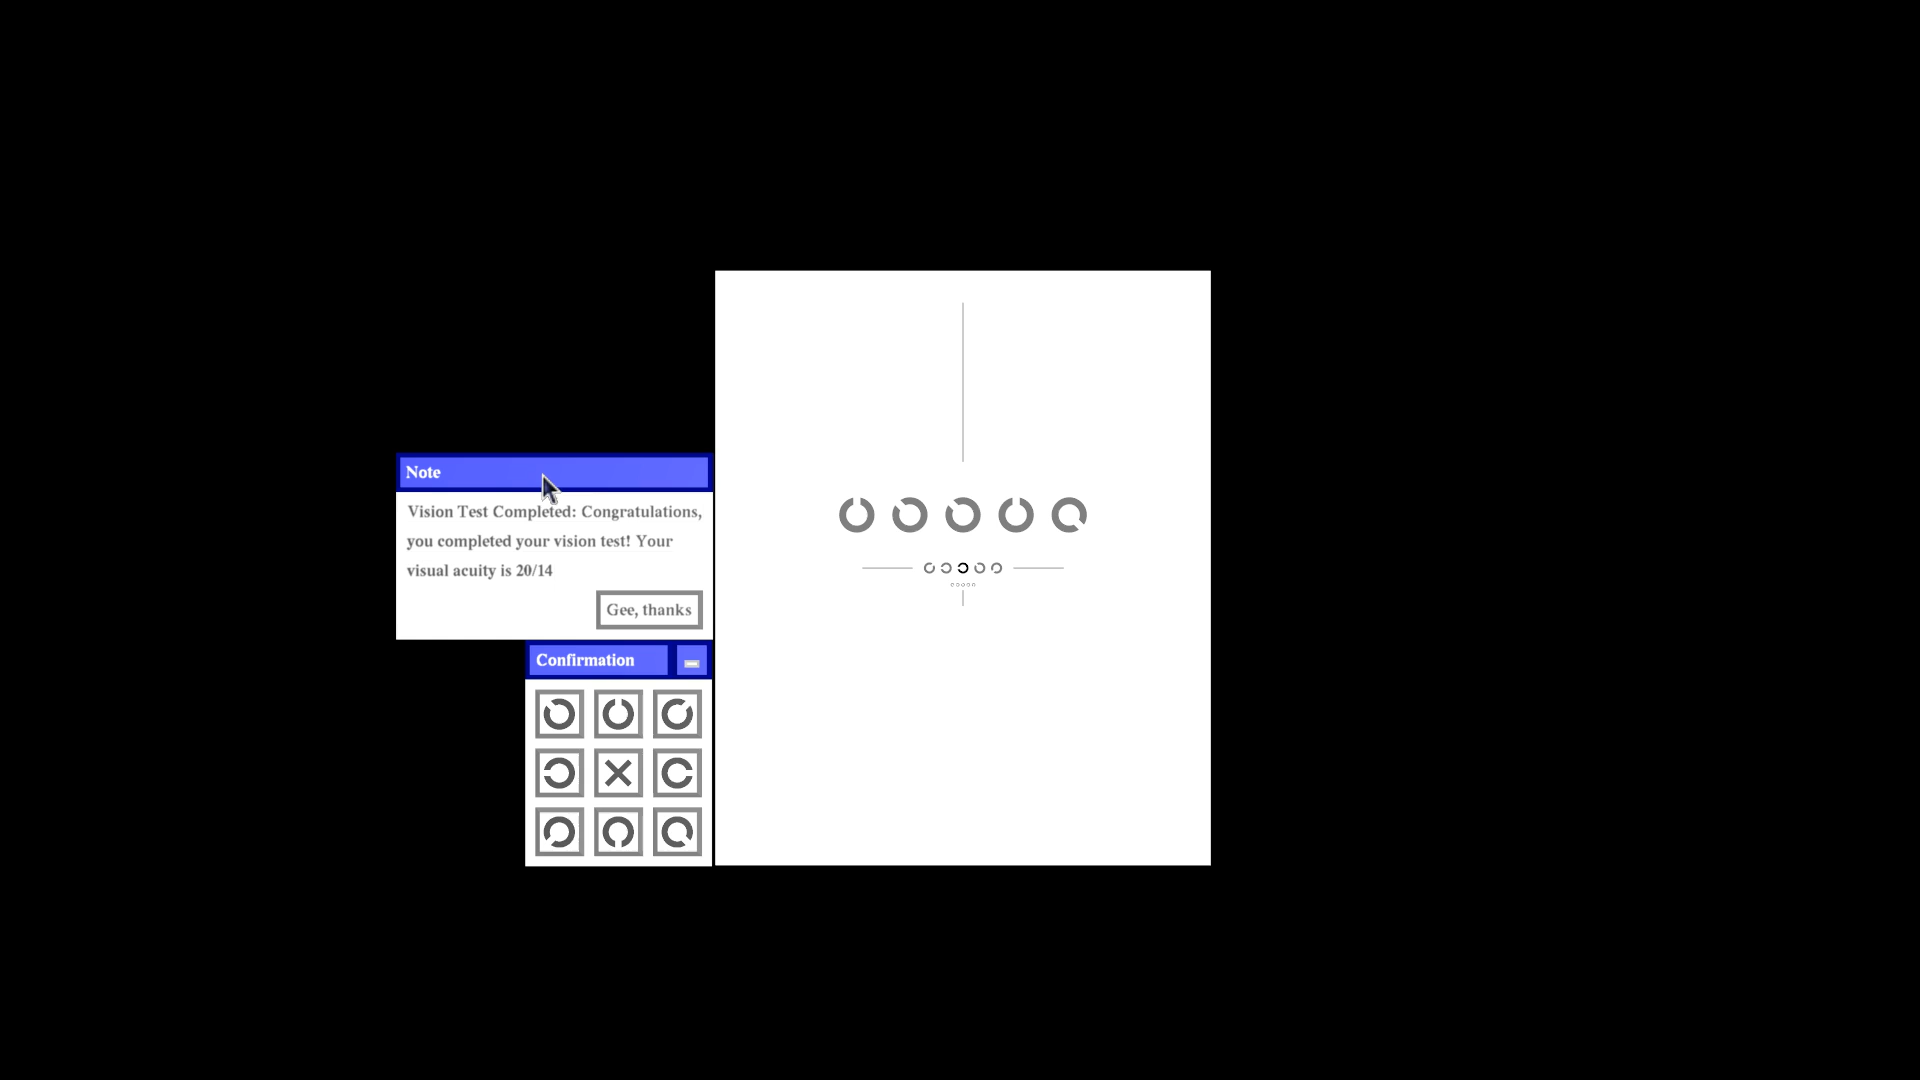 Note
Vision Test Completed: Congratulations,
you completed your vision test! Your
visual acuity is 20/14
Gee, thanks
Confirmation